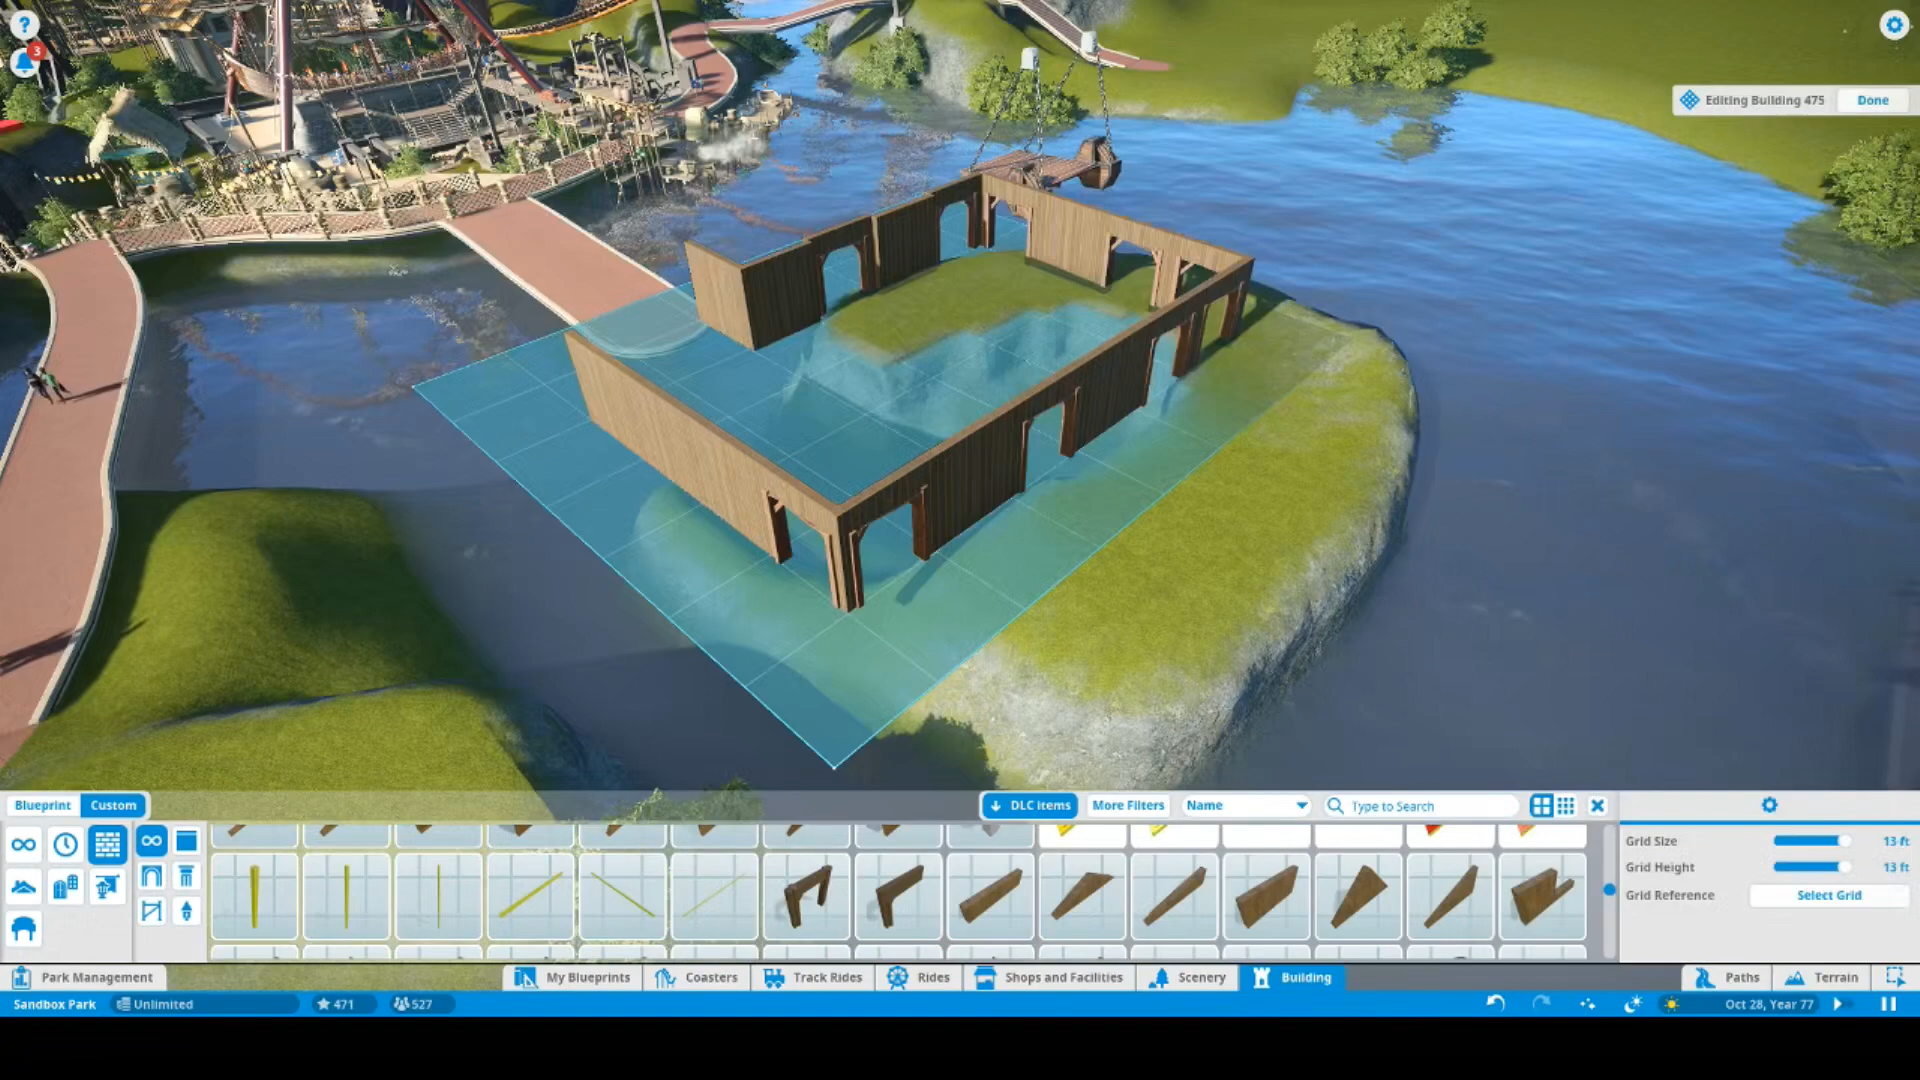 ?
3
Editing Building 475
Done
Blueprint
Custom
DLC items
More Filters
Name
Type to Search
Grid Size
13 ft
Grid Height
13 ft
Grid Reference
Select Grid
Park Management
My Blueprints
Coasters
Track Rides
Rides
Shops and Facilities
Scenery
Building
Paths
Terrain
Sandbox Park
Unlimited
471
527
Oct 28, Year 77